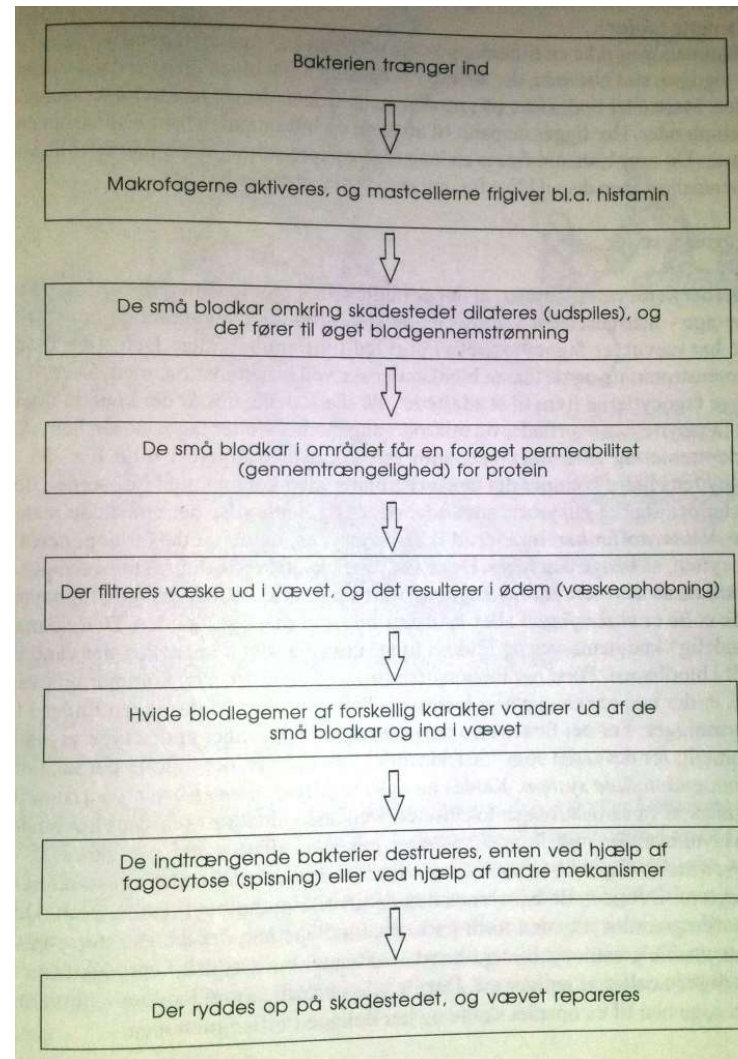 Bakterien trænger ind
Makrofagerne aktiveres, og mastcellerne frigiver bl.a. histamin
De små blodkar omkring skadestedet dilateres (udspiles), og
det fører til øget blodgennemstrømning
De små blodkar i området får en forøget permeabilitet
(gennemtrængelighed) for protein
Der filtreres væske ud i vævet, og det resulterer i ødem (væskeophobning)
Hvide blodlegemer af forskellig karakter vandrer ud af de
små blodkar og ind i vævet
De indtrængende bakterier destrueres, enten ved hjælp af
fagocytose (spisning) eller ved hjælp af andre mekanismer
Der ryddes op på skadestedet, og vævet repareres